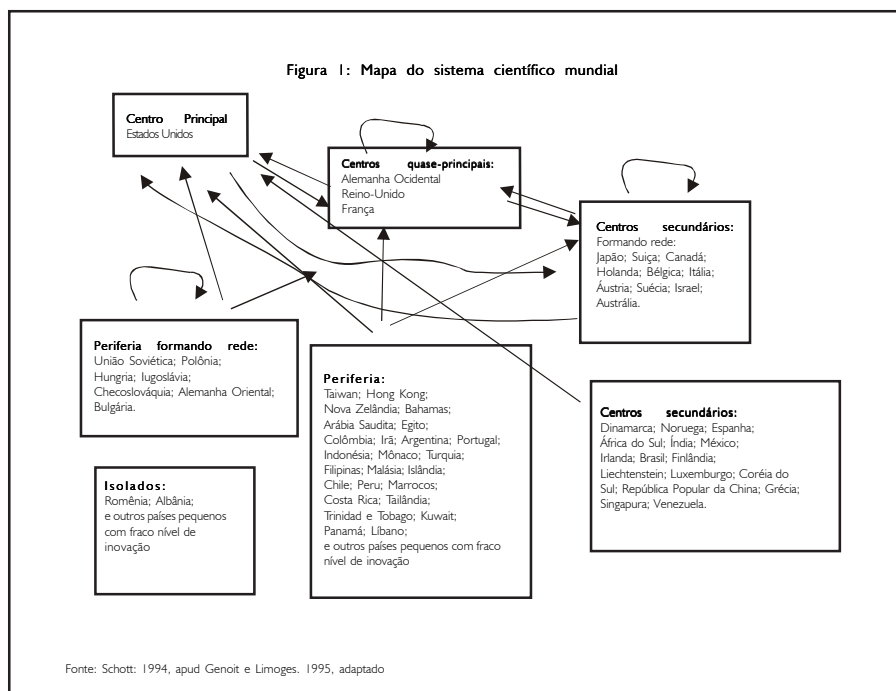 Figura 1: Mapa do sistema científico mundial
Centro Principal
Estados Unidos
Centros quase-principais:
Alemanha Ocidental
Reino-Unido
França
Centros secundários:
Formando rede:
Japão; Suiça; Canadá;
Holanda; Bélgica; Itália;
Áustria; Suécia; Israel;
Austrália.
Periferia formando rede:
União Soviética; Polônia;
Hungria; Iugoslávia;
Checoslováquia; Alemanha Oriental;
Bulgária.
Periferia:
Taiwan; Hong Kong;
Nova Zelândia; Bahamas;
Arábia Saudita; Egito;
Colômbia; Irã; Argentina; Portugal;
Indonésia; Mônaco; Turquia;
Filipinas; Malásia; Islândia;
Chile; Peru; Marrocos;
Costa Rica; Tailândia;
Trinidad e Tobago; Kuwait;
Panamá; Líbano;
e outros países pequenos com fraco
nível de inovação
Centros secundários:
Dinamarca; Noruega; Espanha;
África do Sul; Índia; México;
Irlanda; Brasil; Finlândia;
Liechtenstein; Luxemburgo; Coréia do
Sul; República Popular da China; Grécia;
Singapura; Venezuela.
Isolados:
Romênia; Albânia;
e outros países pequenos
com fraco nível de
inovação
Fonte: Schott: 1994, apud Genoit e Limoges. 1995, adaptado